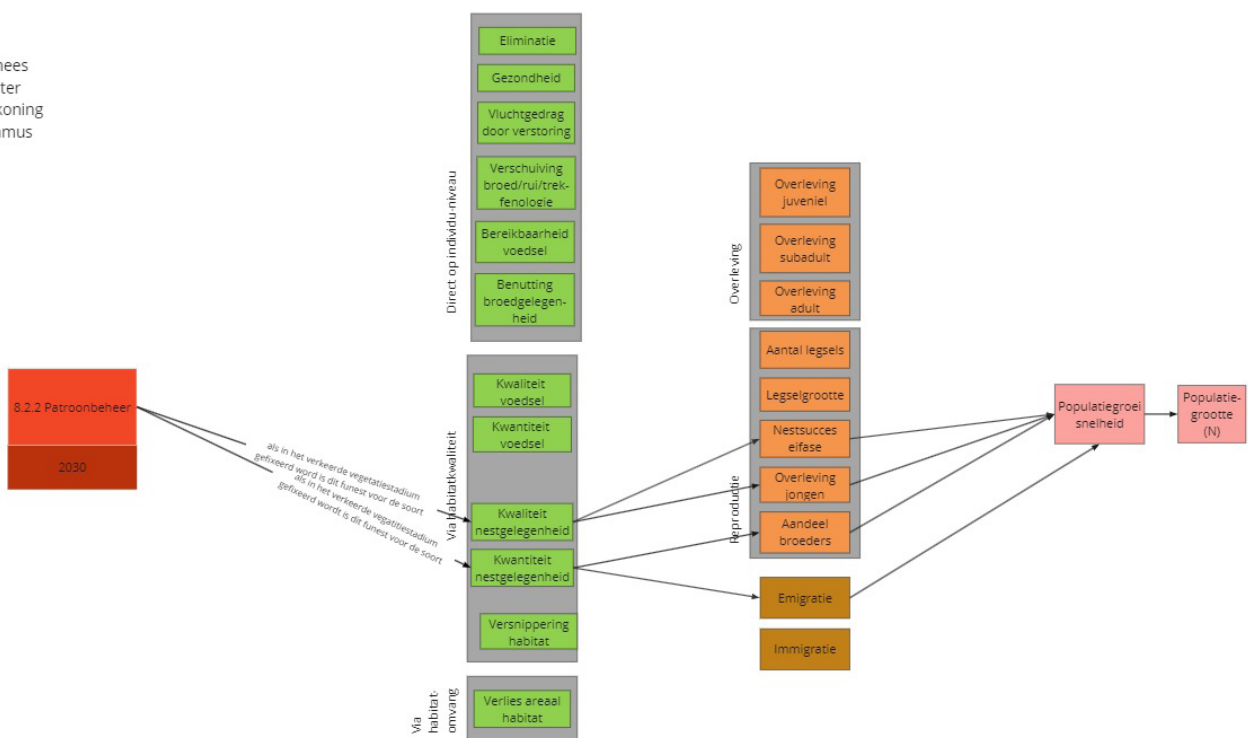 nees
ter
koning
mus
Eliminatie
Gezondheid
Vluchtgedrag
door verstoring
Verschuiving
broed/rui/trek-
fenologie
Bereikbaarheid
voedsel
Benutting
broedgelegen-
heid
Direct op individu-niveau
8.2.2 Patroonbeheer
2030
als in het verkeerde vegetatiestadium
gefixeerd word is dit funest voor de soort
als in het verkeerde vegatitiestadium
gefixeerd wordt is dit funest voor de soort
Kwaliteit
voedsel
Kwantiteit
voedsel
Kwaliteit
nestgelegenheid
Kwantiteit
nestgelegenheid
Versnippering
habitat
Via Habitatkwaliteit
Verlies areaal
habitat
Via
habitat-
omvang
Overleving
juveniel
Overleving
subadult
Overleving
adult
Overleving
Aantal legsels
Legselgrootte
Nestsucces
eifase
Overleving
jongen
Aandeel
broeders
Reproductie
Emigratie
Immigratie
Populatiegroei
snelheid
Populatie-
grootte
(N)